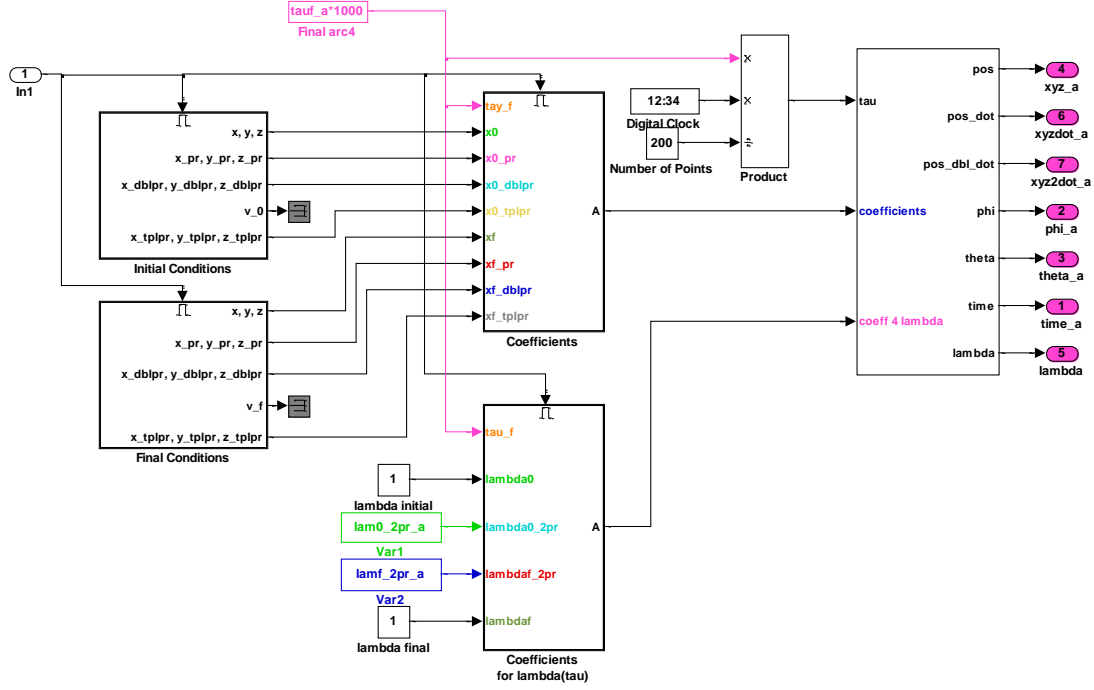 tauf_a*1000
Final arc4
1
In1
x, y, z
x_pr, y_pr, z_pr
x_dblpr, y_dblpr, z_dblpr
v_0
x_tplpr, y_tplpr, z_tplpr
Initial Conditions
x, y, z
x_pr, y_pr, z_pr
x_dblpr, y_dblpr, z_dblpr
v_f
x_tplpr, y_tplpr, z_tplpr
Final Conditions
tay_f
x0
x0_pr
x0_dblpr
x0_tplpr
xf
xf_pr
xf_dblpr
xf_tplpr
A
Coefficients
12:34
Digital Clock
200
Number of Points
×
×
÷
Product
tau_f
lambda0
lambda0_2pr
lambdaf_2pr
lambdaf
A
Coefficients
for lambda(tau)
1
lambda initial
lam0_2pr_a
Var1
lamf_2pr_a
Var2
1
lambda final
tau
coefficients
coeff 4 lambda
pos
pos_dot
pos_dbl_dot
phi
theta
time
lambda
4
xyz_a
6
xyzdot_a
7
xyz2dot_a
2
phi_a
3
theta_a
1
time_a
5
lambda